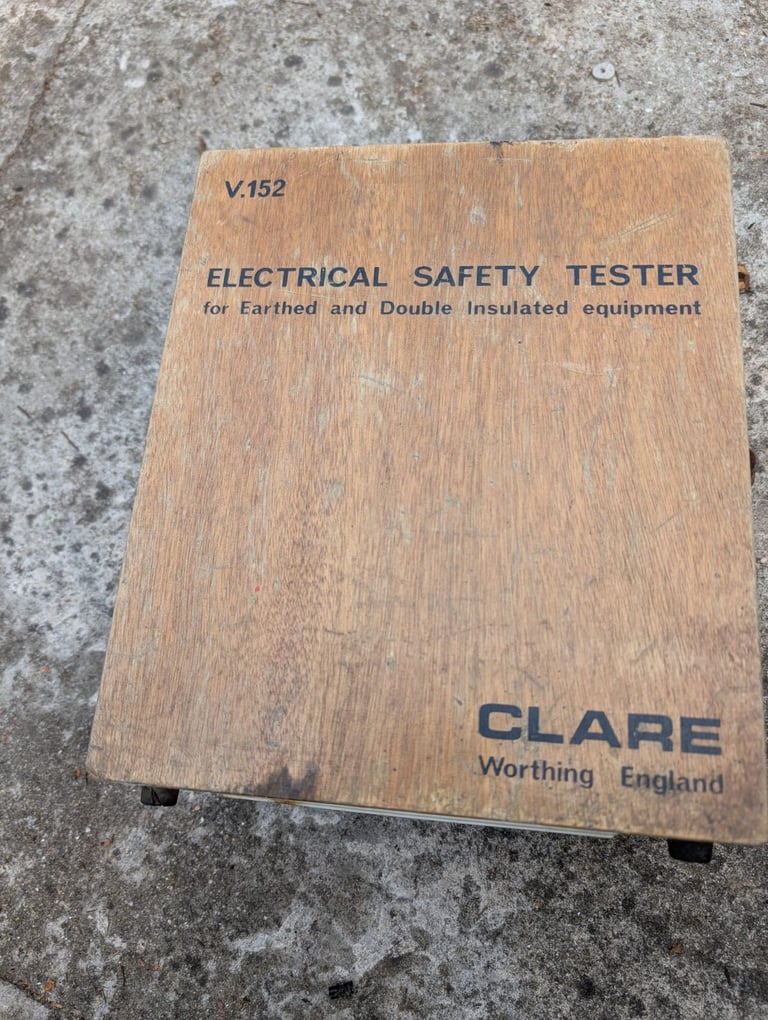 V.152
ELECTRICAL SAFETY TESTER
for Earthed and Double Insulated equipment
CLARE
Worthing England